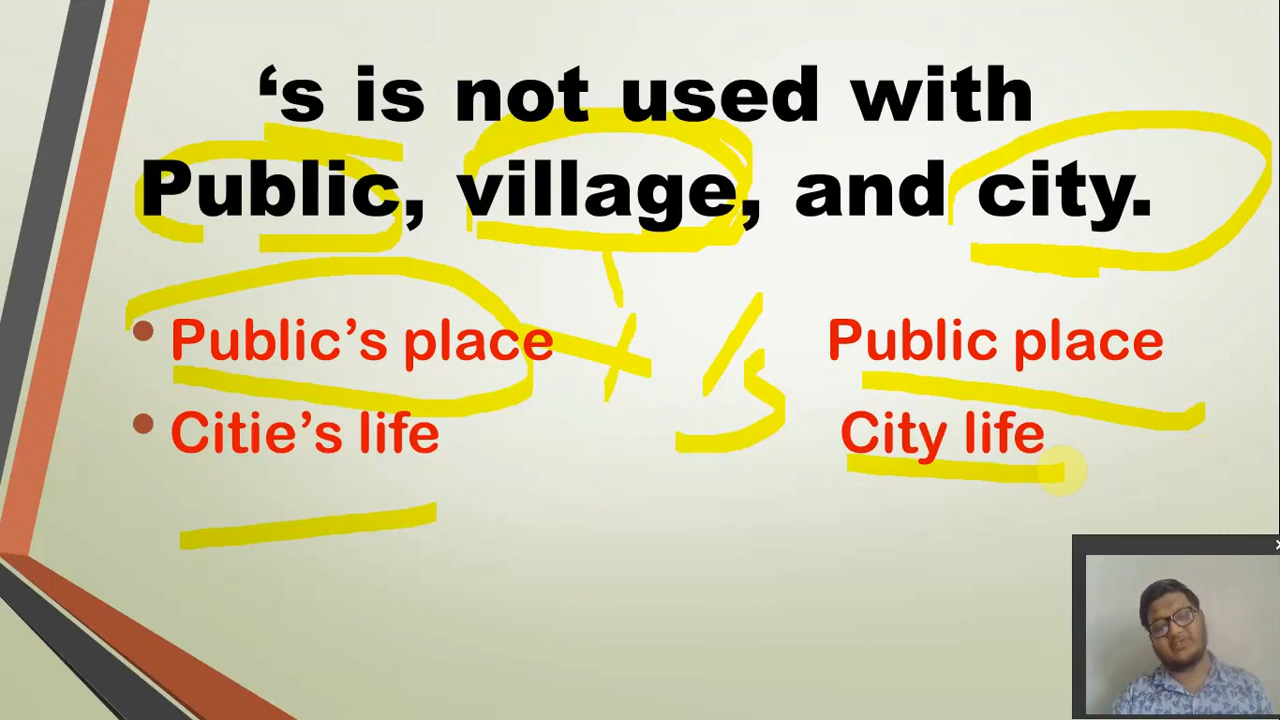 ‘s is not used with
Public, village, and city.
• Public’s place
Public place
• Citie’s life
City life
's